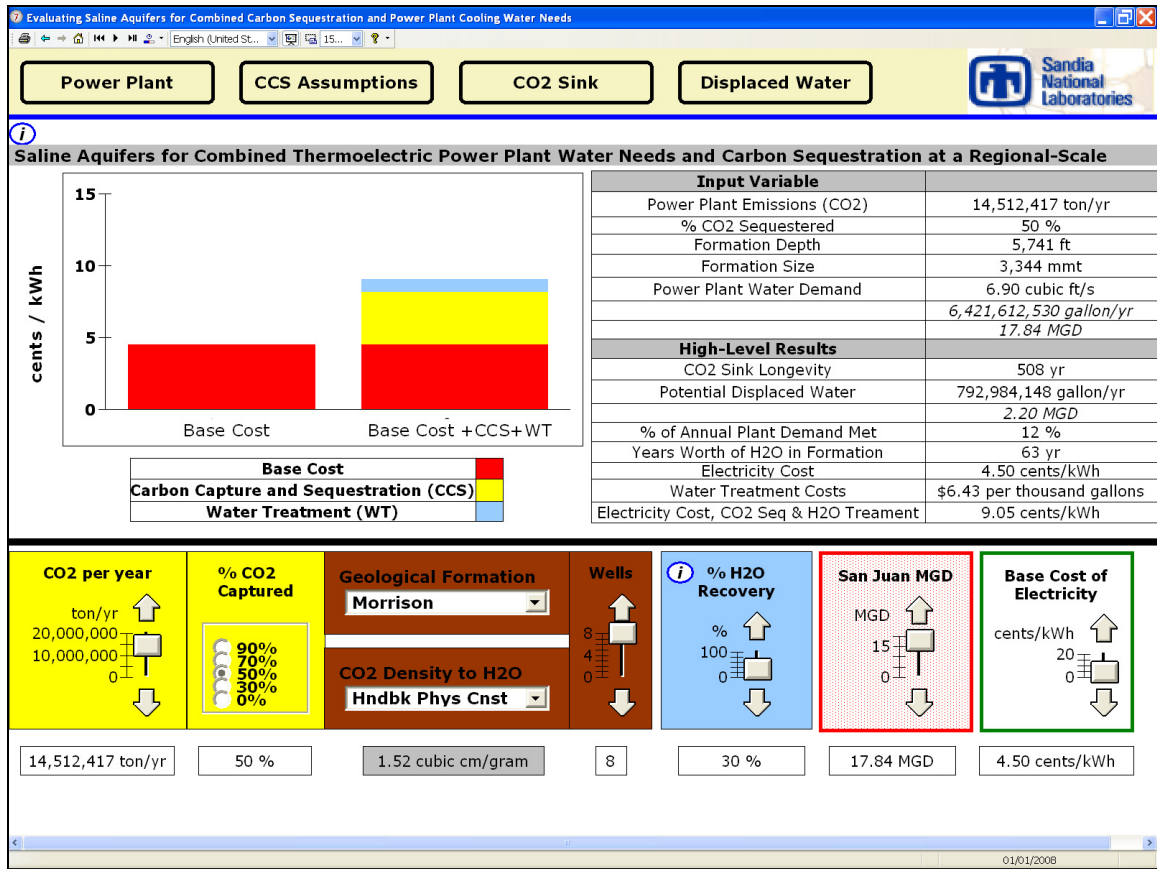 Evaluating Saline Aquifers for Combined Carbon Sequestration and Power Plant Cooling Water Needs
English (United St... 15...
Power Plant CCS Assumptions CO2 Sink Displaced Water
Sandia
National
Laboratories
i
Saline Aquifers for Combined Thermoelectric Power Plant Water Needs and Carbon Sequestration at a Regional-Scale
15
10
5
0
cents / kWh
Base Cost Base Cost +CCS+WT
Base Cost
Carbon Capture and Sequestration (CCS)
Water Treatment (WT)
Input Variable
Power Plant Emissions (CO2) 14,512,417 ton/yr
% CO2 Sequestered 50 %
Formation Depth 5,741 ft
Formation Size 3,344 mmt
Power Plant Water Demand 6.90 cubic ft/s
6,421,612,530 gallon/yr
17.84 MGD
High-Level Results
CO2 Sink Longevity 508 yr
Potential Displaced Water 792,984,148 gallon/yr
2.20 MGD
% of Annual Plant Demand Met 12 %
Years Worth of H2O in Formation 63 yr
Electricity Cost 4.50 cents/kWh
Water Treatment Costs $6.43 per thousand gallons
Electricity Cost, CO2 Seq & H2O Treament 9.05 cents/kWh
CO2 per year
ton/yr
20,000,000
10,000,000
0
14,512,417 ton/yr
% CO2
Captured
90%
70%
50%
30%
0%
50 %
Geological Formation
Morrison
CO2 Density to H2O
Hndbk Phys Cnst
1.52 cubic cm/gram
Wells
8
4
0
8
i % H2O
Recovery
%
100
0
30 %
San Juan MGD
MGD
15
0
17.84 MGD
Base Cost of
Electricity
cents/kWh
20
0
4.50 cents/kWh
01/01/2008